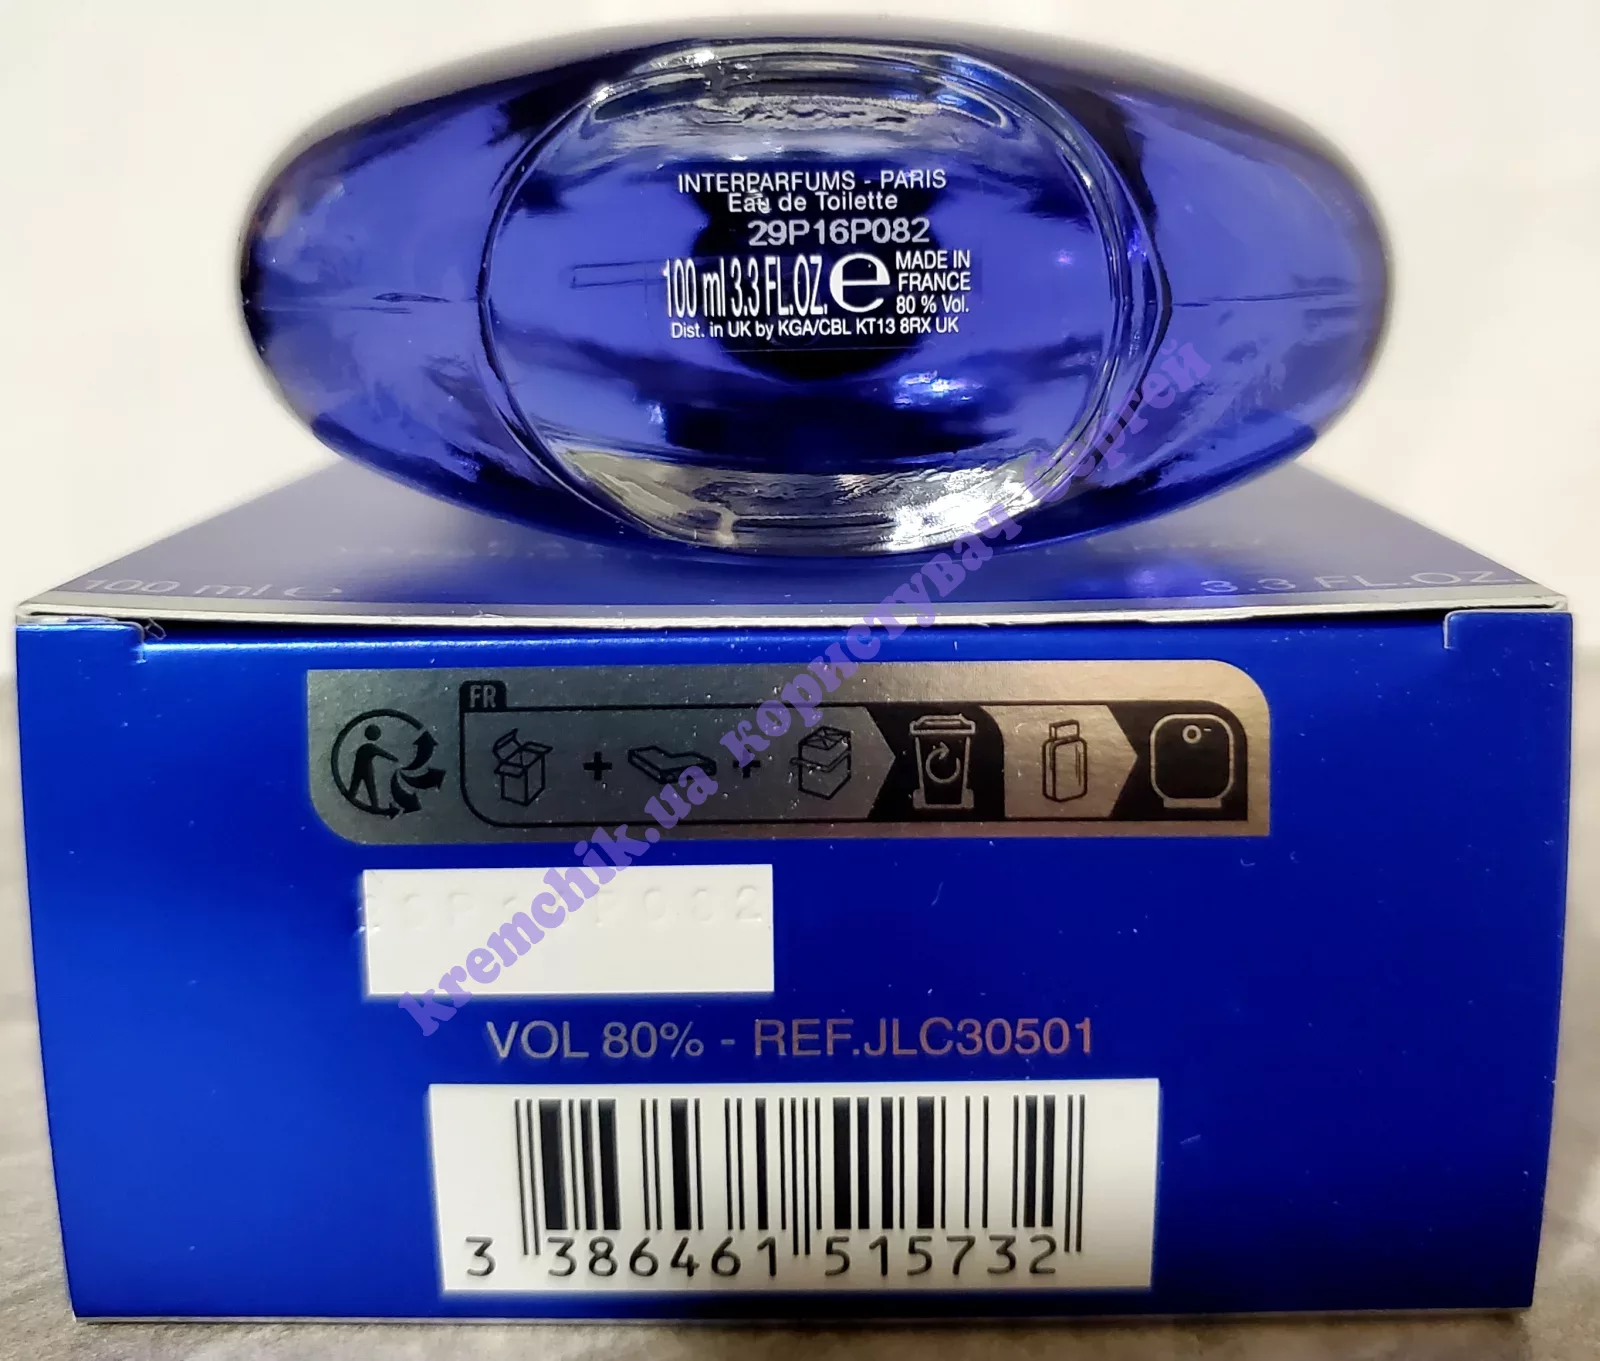 INTERPARFUMS - PARIS
Eau de Toilette
29P16P082
100 ml 3.3 FL.OZ. e MADE IN FRANCE 80 % Vol.
Dist. in UK by KGA/CBL KT13 8RX UK
100 ml e
3.3 FL.OZ.
FR
VOL 80% - REF.JLC30501
3 386461 515732
kremchik.ua користувач Сергей